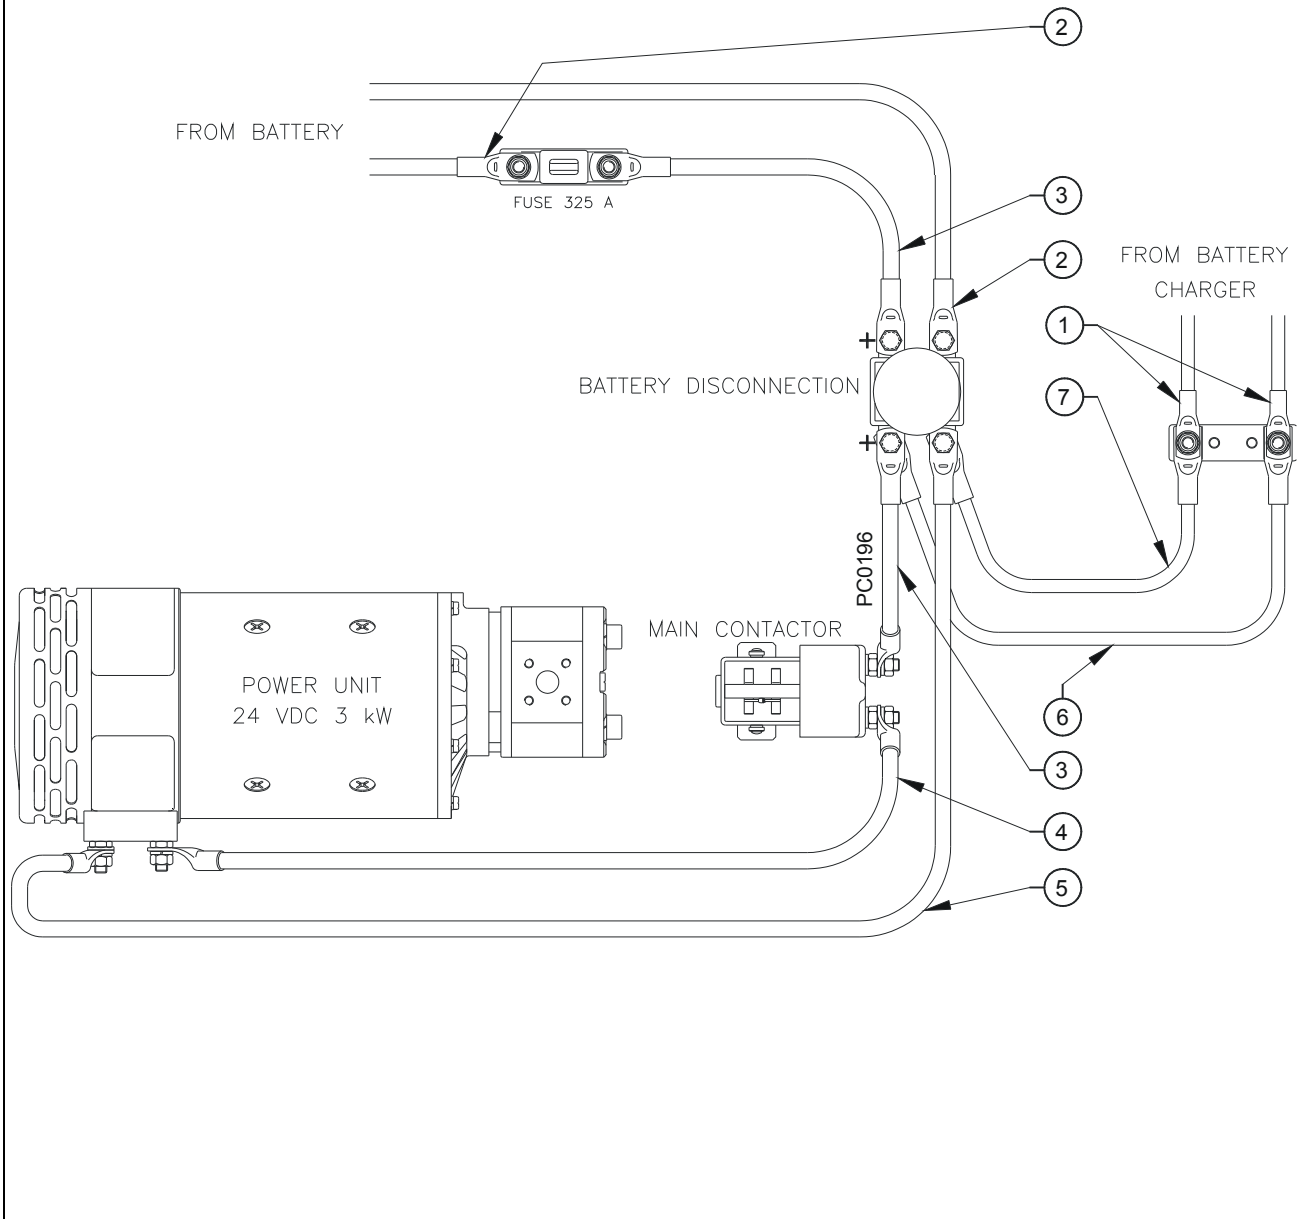 2
FROM BATTERY
FUSE 325 A
3
2
FROM BATTERY
CHARGER
1
+
BATTERY DISCONNECTION
7
+
PC0196
MAIN CONTACTOR
POWER UNIT
24 VDC 3 kW
6
3
4
5